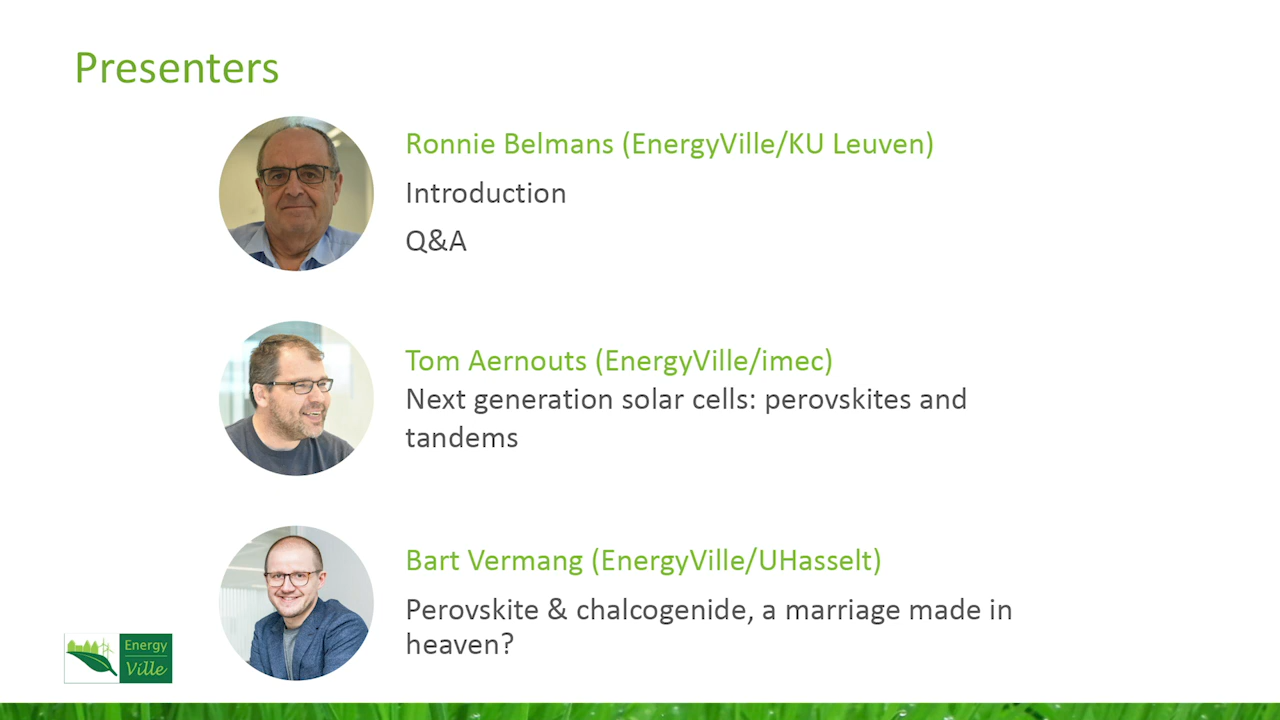 Presenters
Ronnie Belmans (EnergyVille/KU Leuven)
Introduction
Q&A
Tom Aernouts (EnergyVille/imec)
Next generation solar cells: perovskites and
tandems
Bart Vermang (EnergyVille/UHasselt)
Perovskite & chalcogenide, a marriage made in
heaven?
Energy
Ville